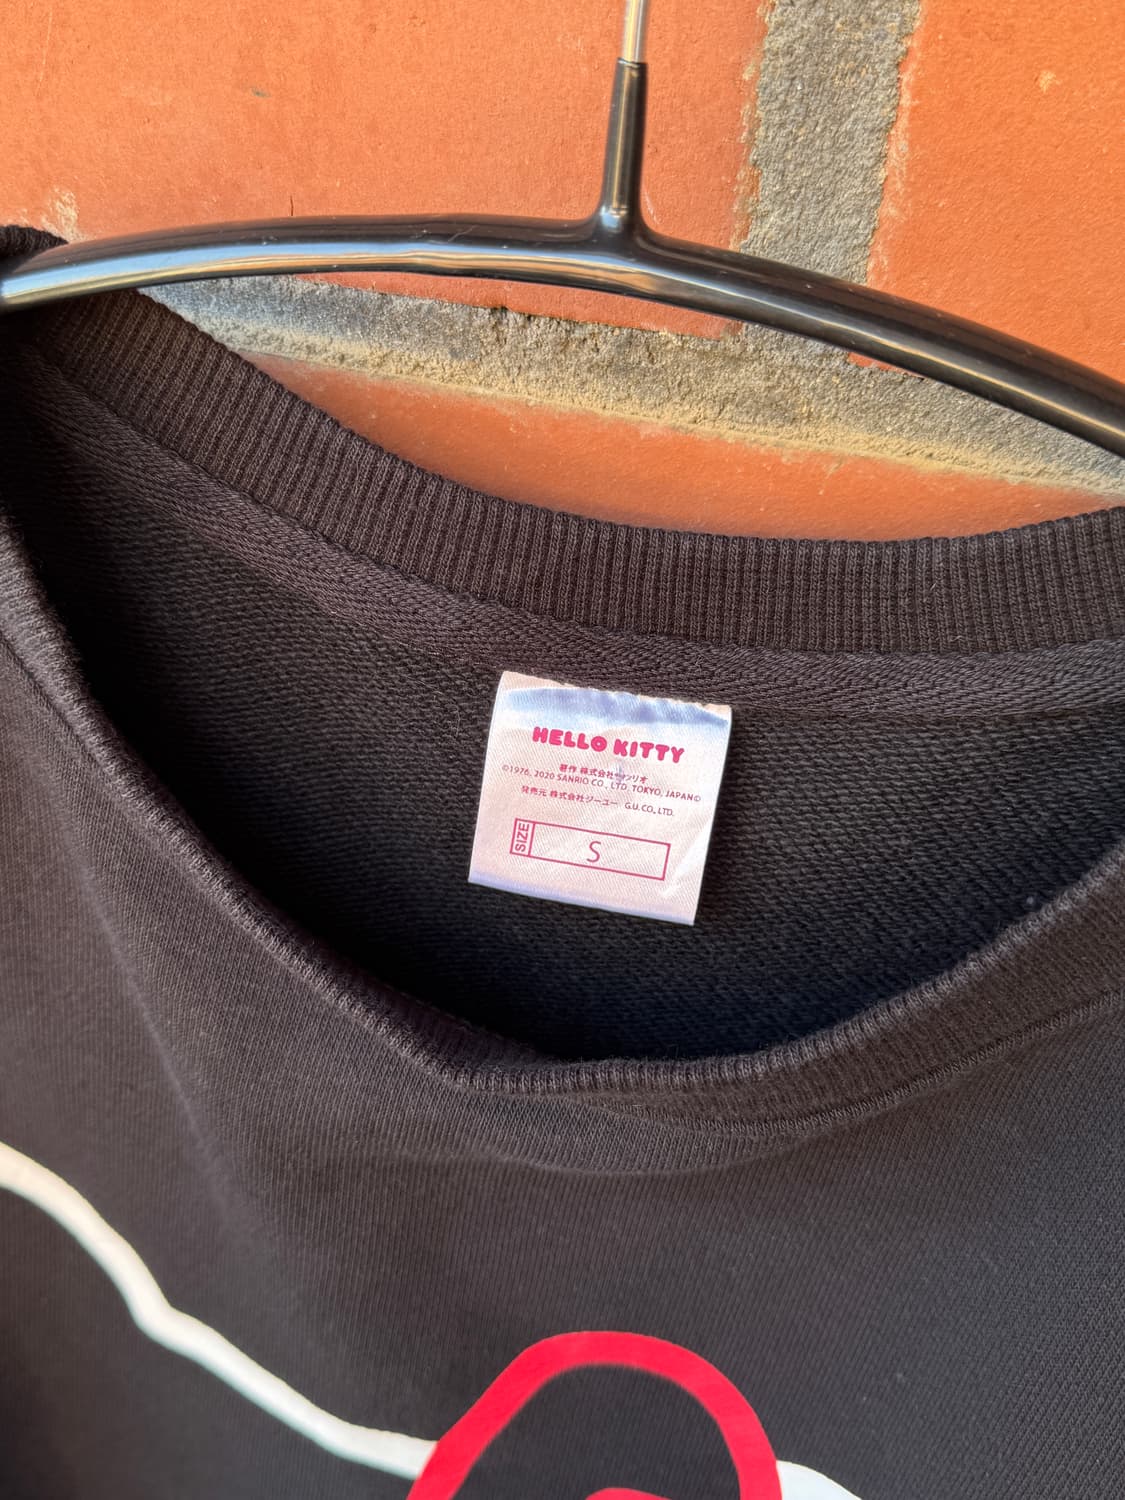 HELLO KITTY
著作 株式会社サンリオ
©1976, 2020 SANRIO CO., LTD. TOKYO, JAPAN©
発売元 株式会社ジーユー G.U. CO., LTD.
SIZE S